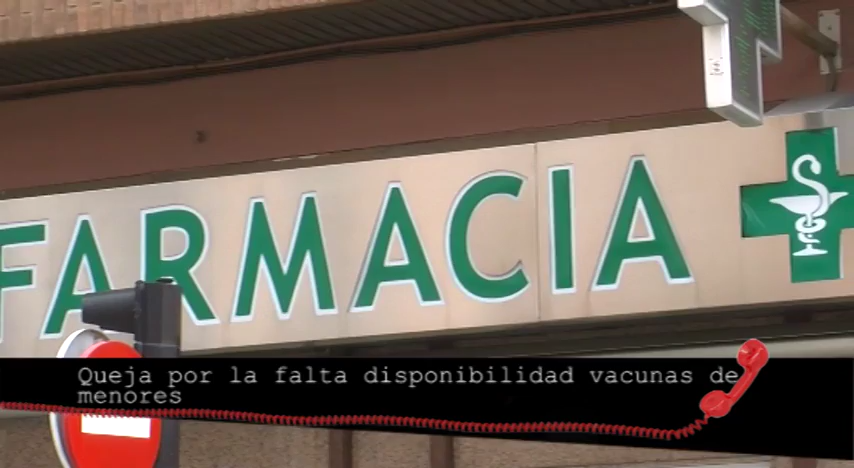 FARMACIA
Queja por la falta disponibilidad vacunas de
menores